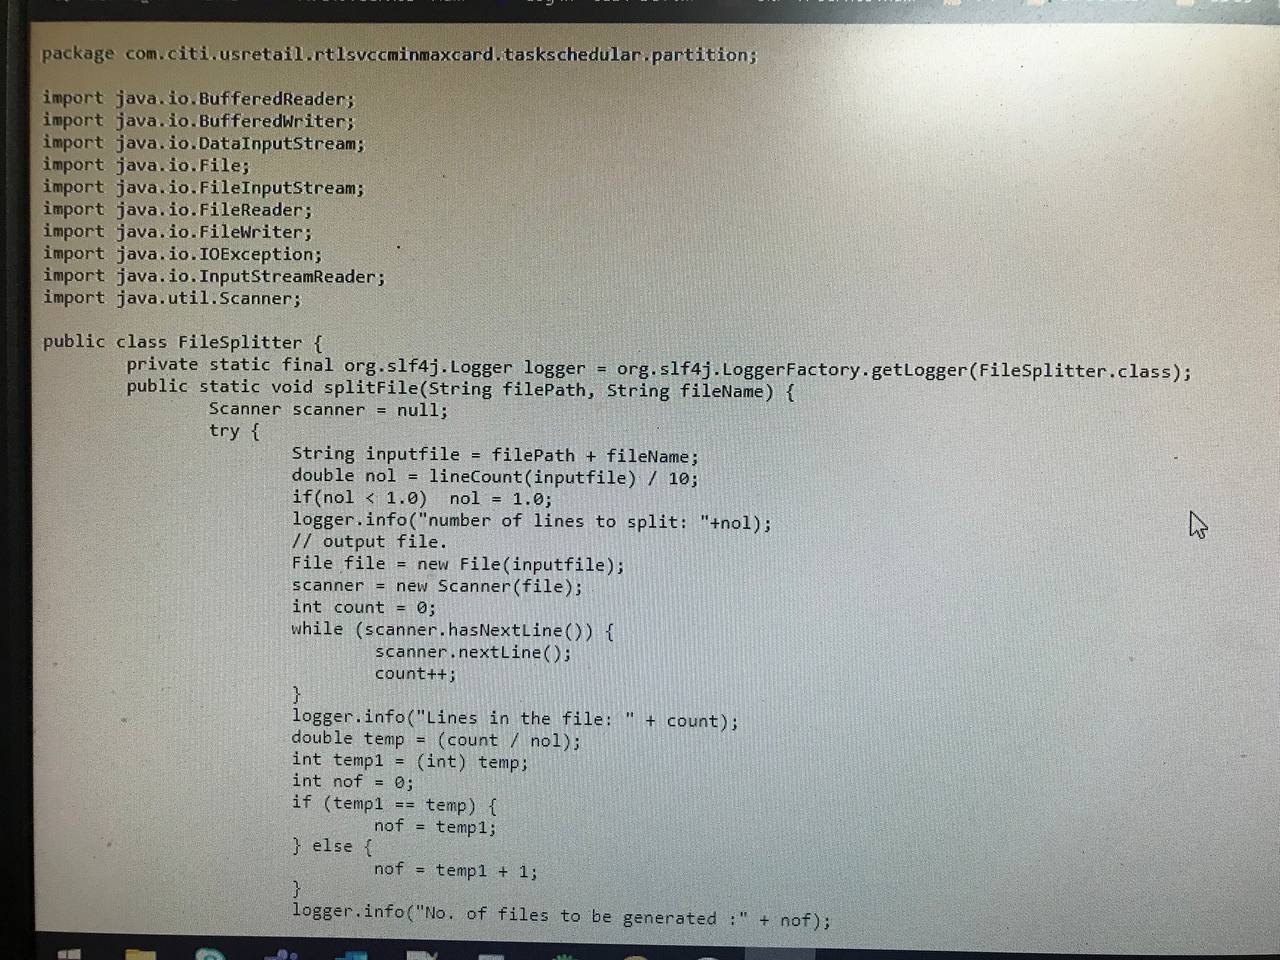 package com.citi.usretail.rtlsvccminmaxcard.taskschedular.partition;
import java.io.BufferedReader;
import java.io.BufferedWriter;
import java.io.DataInputStream;
import java.io.File;
import java.io.FileInputStream;
import java.io.FileReader;
import java.io.FileWriter;
import java.io.IOException;
import java.io.InputStreamReader;
import java.util.Scanner;
public class FileSplitter {
private static final org.slf4j.Logger logger = org.slf4j.LoggerFactory.getLogger(FileSplitter.class);
public static void splitFile(String filePath, String fileName) {
Scanner scanner = null;
try {
String inputfile = filePath + fileName;
double nol = lineCount(inputfile) / 10;
if(nol < 1.0)  nol = 1.0;
logger.info("number of lines to split: "+nol);
// output file.
File file = new File(inputfile);
scanner = new Scanner(file);
int count = 0;
while (scanner.hasNextLine()) {
scanner.nextLine();
count++;
}
logger.info("Lines in the file: " + count);
double temp = (count / nol);
int temp1 = (int) temp;
int nof = 0;
if (temp1 == temp) {
nof = temp1;
} else {
nof = temp1 + 1;
}
logger.info("No. of files to be generated :" + nof);